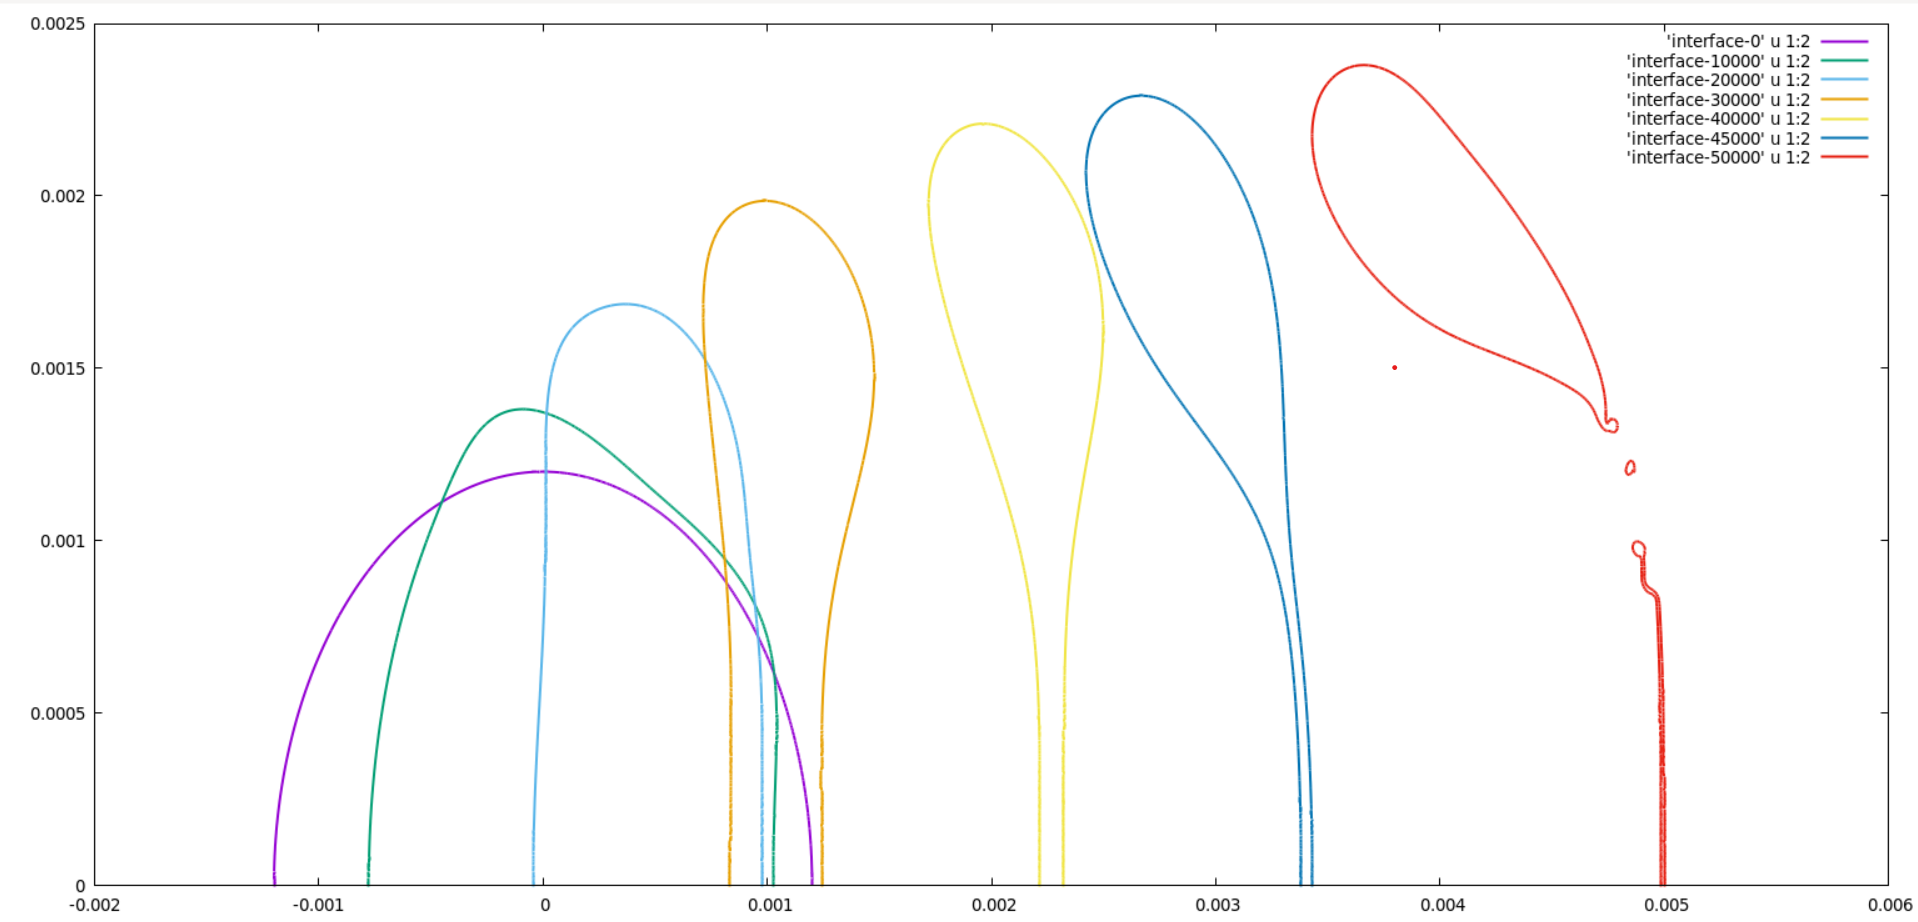 0.0025
0.002
0.0015
0.001
0.0005
0
-0.002 -0.001 0 0.001 0.002 0.003 0.004 0.005 0.006
'interface-0' u 1:2
'interface-10000' u 1:2
'interface-20000' u 1:2
'interface-30000' u 1:2
'interface-40000' u 1:2
'interface-45000' u 1:2
'interface-50000' u 1:2